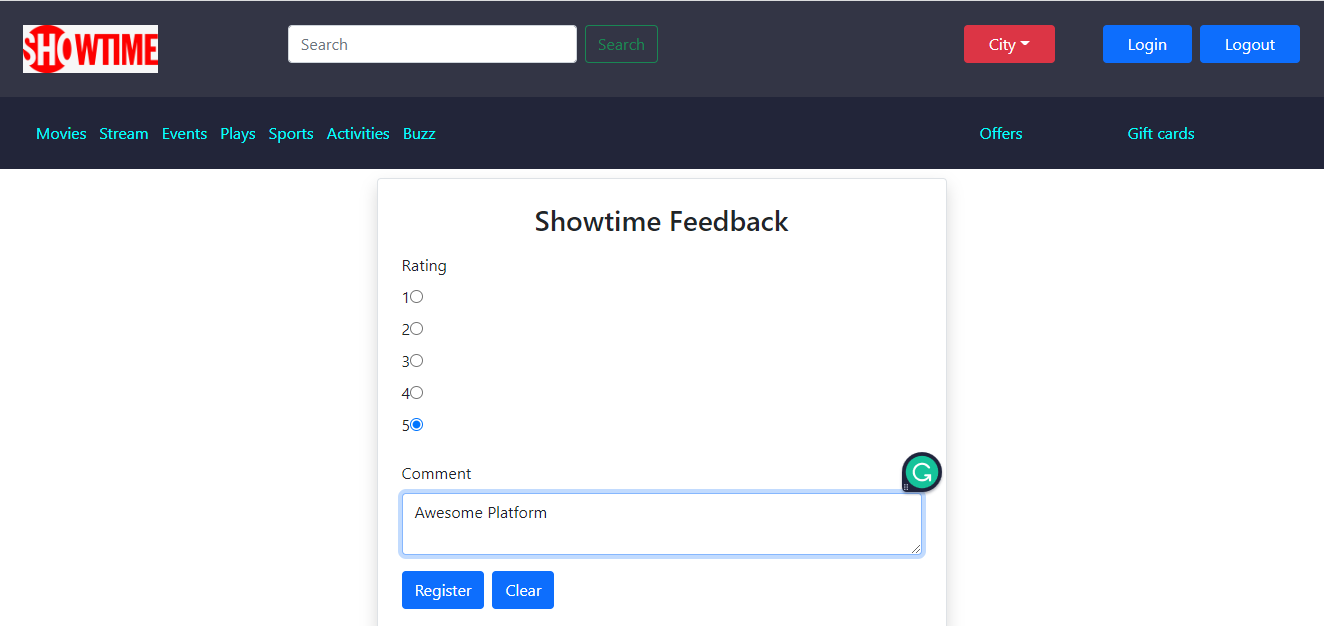 SHOWTIME Search Search City Login Logout
Movies Stream Events Plays Sports Activities Buzz Offers Gift cards
Showtime Feedback
Rating
1
2
3
4
5
Comment
Awesome Platform
Register Clear